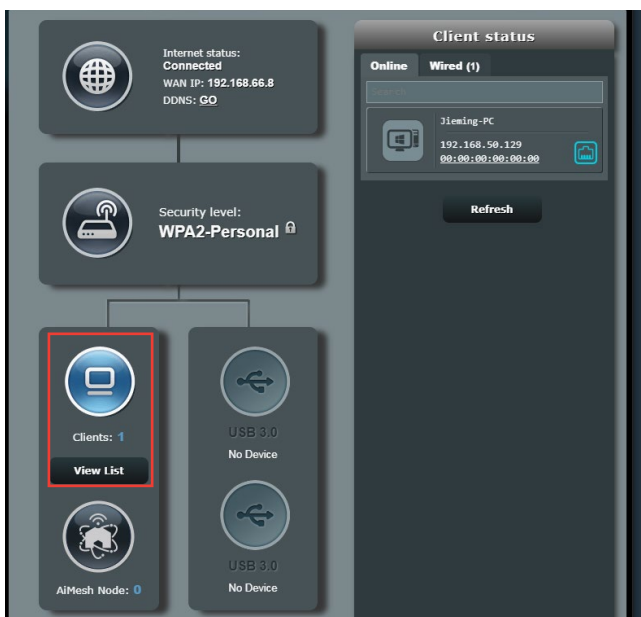 Internet status:
Connected
WAN IP: 192.168.66.8
DDNS: GO
Security level:
WPA2-Personal
Clients: 1
View List
AiMesh Node: 0
USB 3.0
No Device
USB 3.0
No Device
Client status
Online Wired (1)
Search
Jieming-PC
192.168.50.129
00:00:00:00:00:00
Refresh